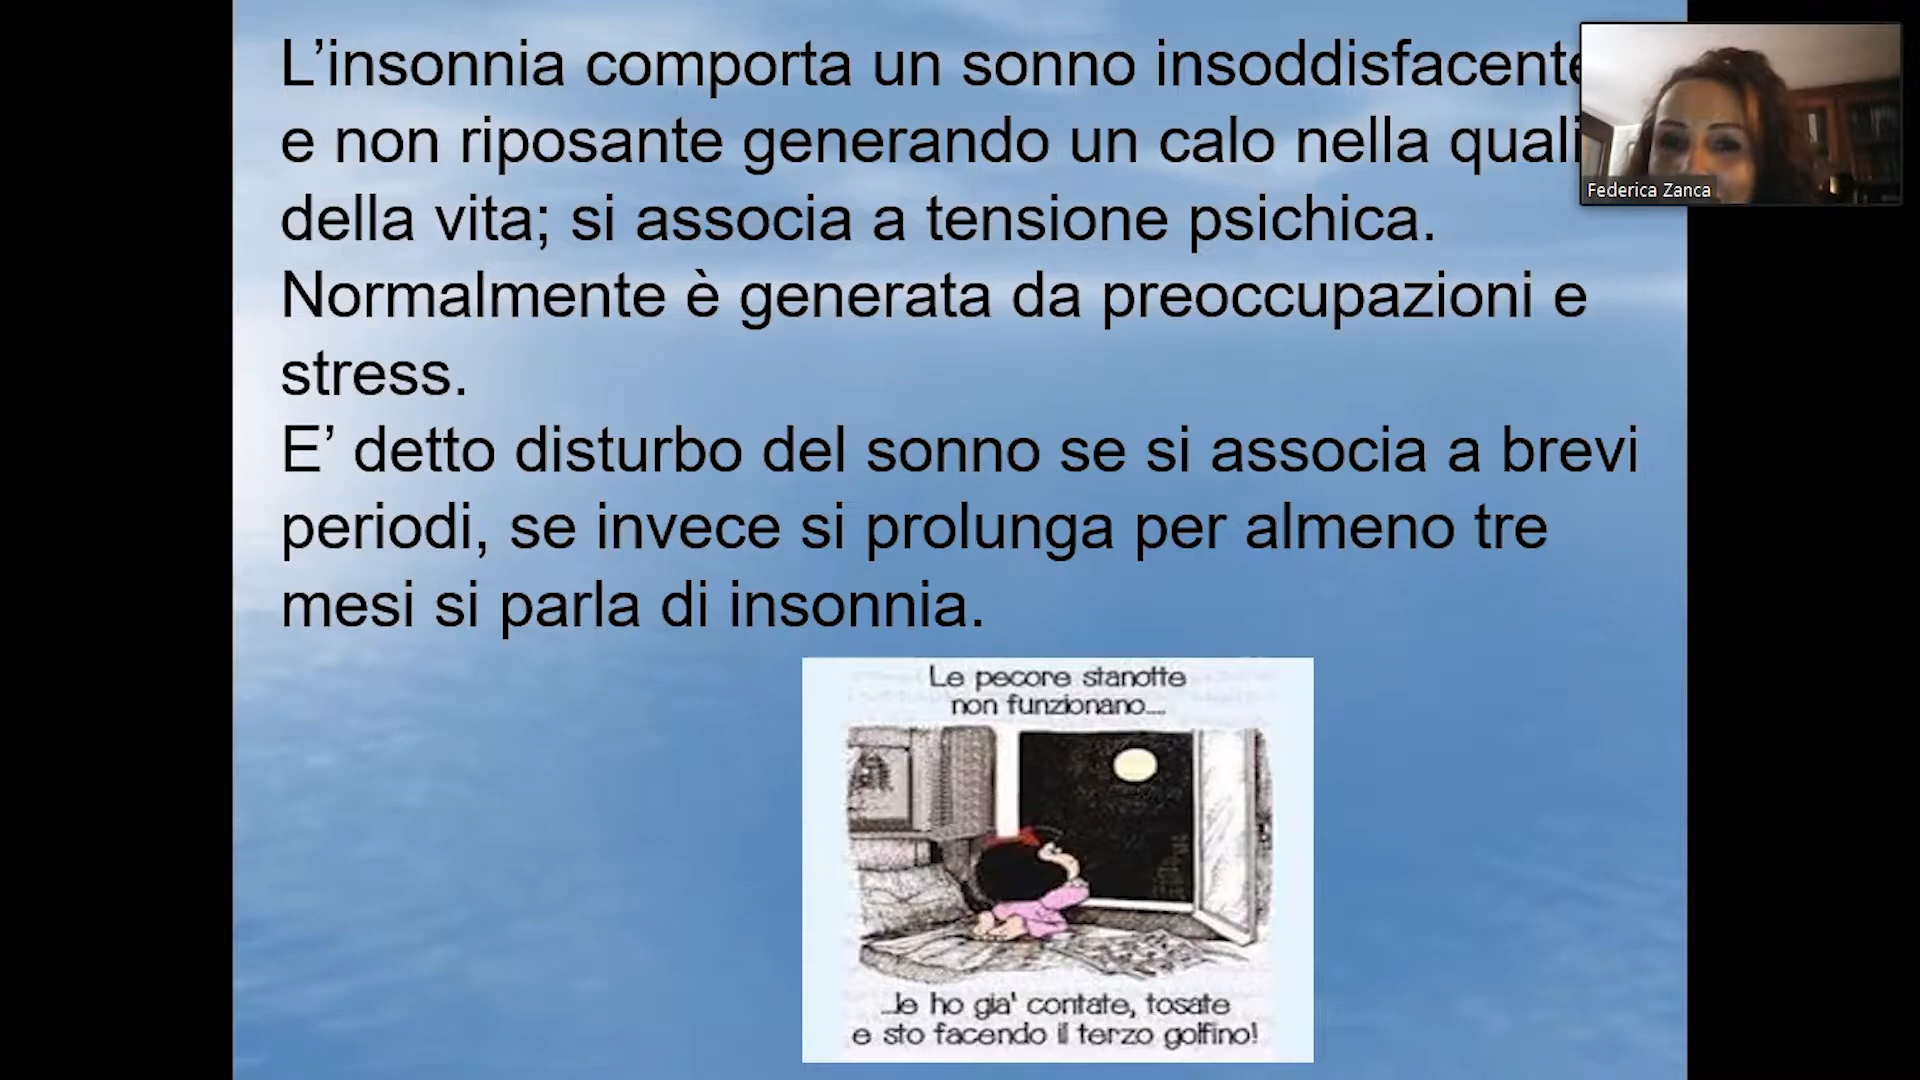 L’insonnia comporta un sonno insoddisfacente
e non riposante generando un calo nella quali
della vita; si associa a tensione psichica.
Normalmente è generata da preoccupazioni e
stress.
E’ detto disturbo del sonno se si associa a brevi
periodi, se invece si prolunga per almeno tre
mesi si parla di insonnia.
Federica Zanca
Le pecore stanotte
non funzionano....
...le ho gia' contate, tosate
e sto facendo il terzo golfino!